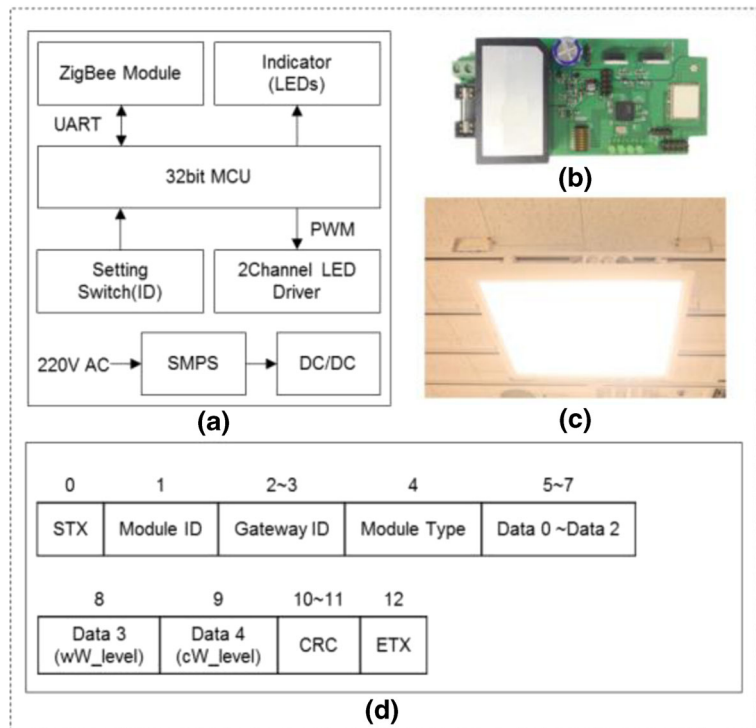 ZigBee Module
Indicator
(LEDs)
UART
32bit MCU
PWM
Setting
Switch(ID)
2Channel LED
Driver
220V AC
SMPS
DC/DC
(a)
(b)
(c)
0 1 2~3 4 5~7
STX Module ID Gateway ID Module Type Data 0 ~Data 2
8 9 10~11 12
Data 3
(wW_level)
Data 4
(cW_level)
CRC
ETX
(d)